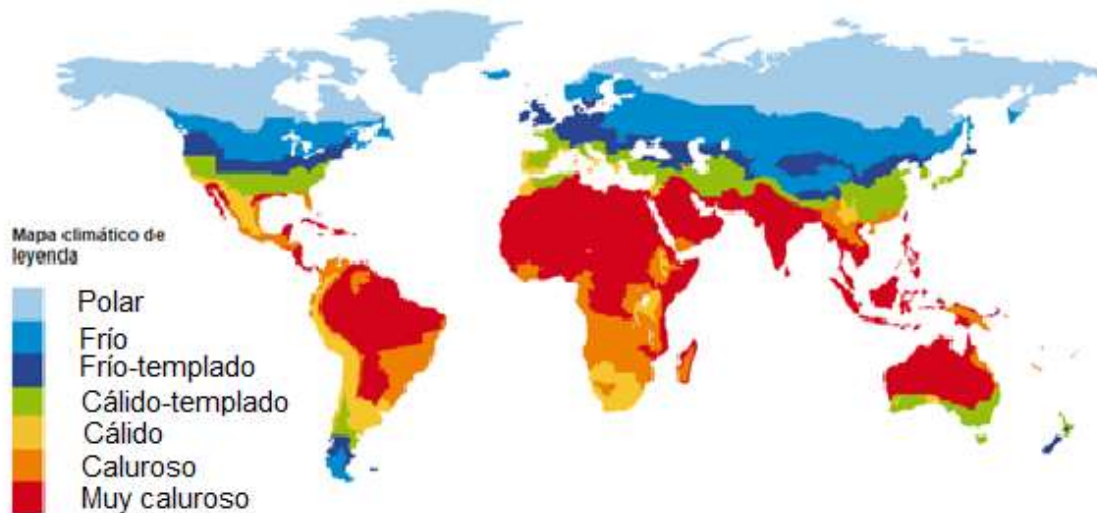 Mapa climático de
leyenda
Polar
Frío
Frío-templado
Cálido-templado
Cálido
Caluroso
Muy caluroso